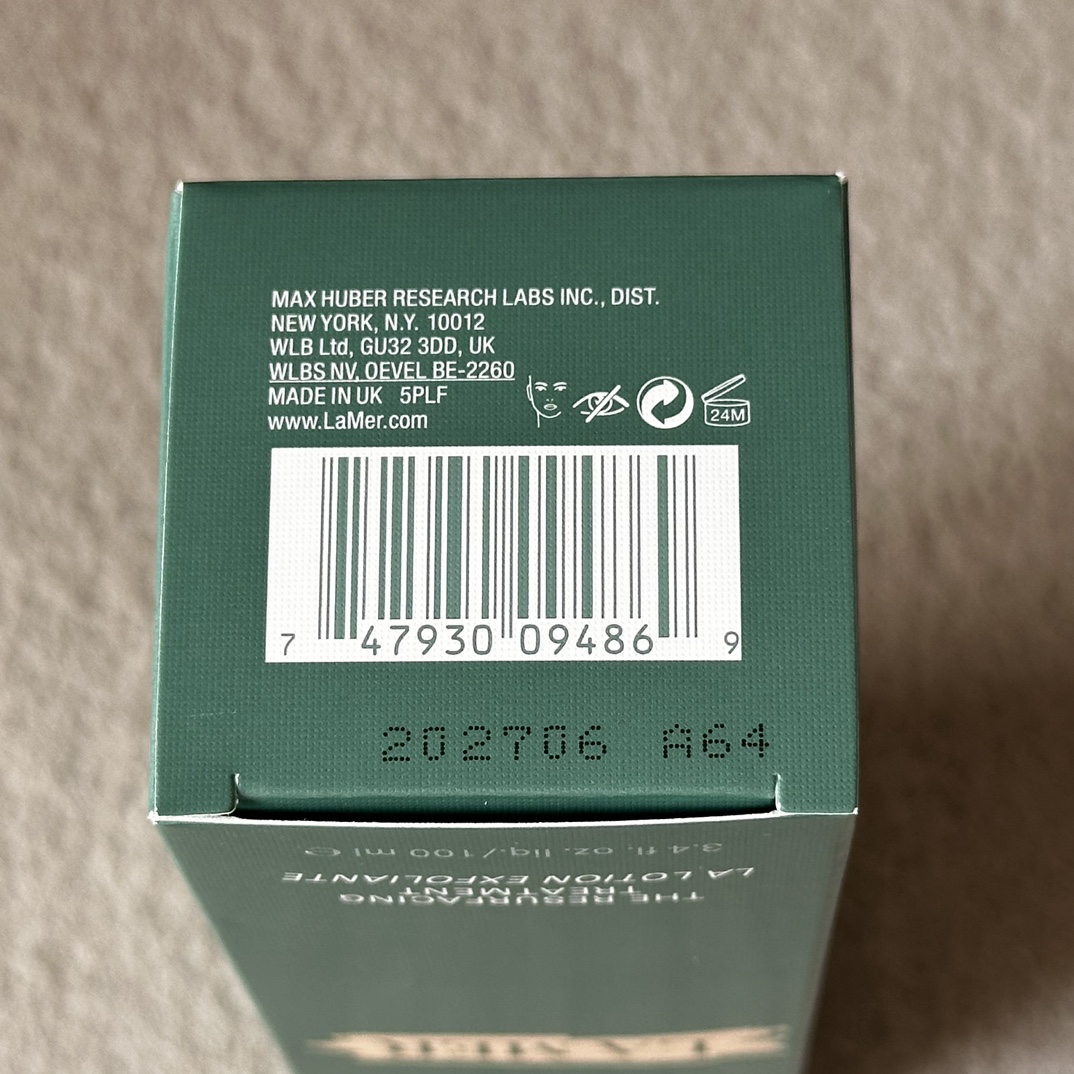 MAX HUBER RESEARCH LABS INC., DIST.
NEW YORK, N.Y. 10012
WLB Ltd, GU32 3DD, UK
WLBS NV, OEVEL BE-2260
MADE IN UK 5PLF
www.LaMer.com
24M
7 47930 09486 9
202706 A64
3.4 fl. oz. liq./100 ml ℮
LA LOTION EXFOLIANTE
TREATMENT
THE RESURFACING
LA MER